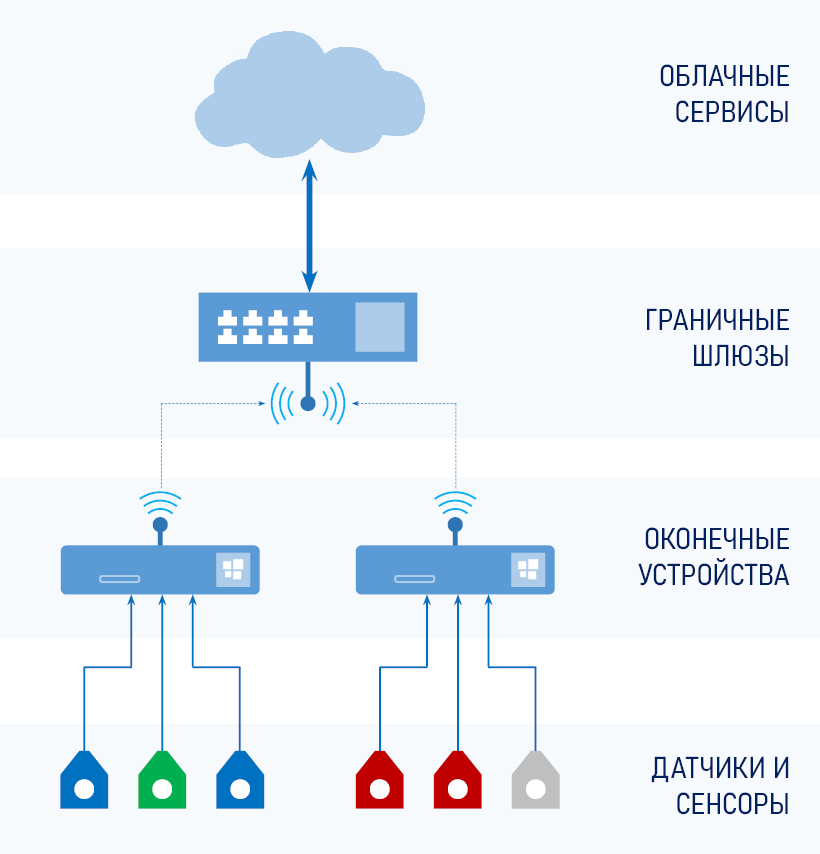 ОБЛАЧНЫЕ
СЕРВИСЫ
ГРАНИЧНЫЕ
ШЛЮЗЫ
ОКОНЕЧНЫЕ
УСТРОЙСТВА
ДАТЧИКИ И
СЕНСОРЫ